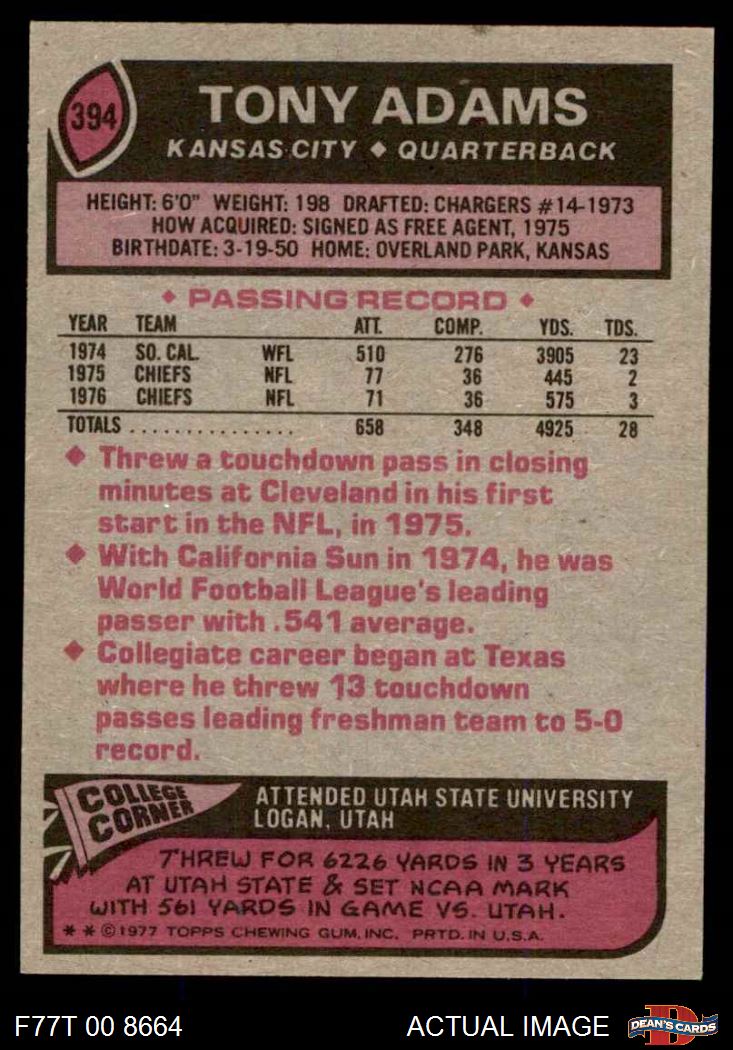 394
TONY ADAMS
KANSAS CITY ◆ QUARTERBACK
HEIGHT: 6'0" WEIGHT: 198 DRAFTED: CHARGERS #14-1973
HOW ACQUIRED: SIGNED AS FREE AGENT, 1975
BIRTHDATE: 3-19-50 HOME: OVERLAND PARK, KANSAS
◆ PASSING RECORD ◆
YEAR TEAM ATT. COMP. YDS. TDS.
1974 SO. CAL. WFL 510 276 3905 23
1975 CHIEFS NFL 77 36 445 2
1976 CHIEFS NFL 71 36 575 3
TOTALS . . . . . . . . . . . . . . . 658 348 4925 28
◆ Threw a touchdown pass in closing
minutes at Cleveland in his first
start in the NFL, in 1975.
◆ With California Sun in 1974, he was
World Football League's leading
passer with .541 average.
◆ Collegiate career began at Texas
where he threw 13 touchdown
passes leading freshman team to 5-0
record.
COLLEGE
CORNER
ATTENDED UTAH STATE UNIVERSITY
LOGAN, UTAH
THREW FOR 6226 YARDS IN 3 YEARS
AT UTAH STATE & SET NCAA MARK
WITH 561 YARDS IN GAME VS. UTAH.
* * © 1977 TOPPS CHEWING GUM, INC. PRTD. IN U.S.A.
F77T 00 8664
ACTUAL IMAGE
D
DEAN'S CARDS